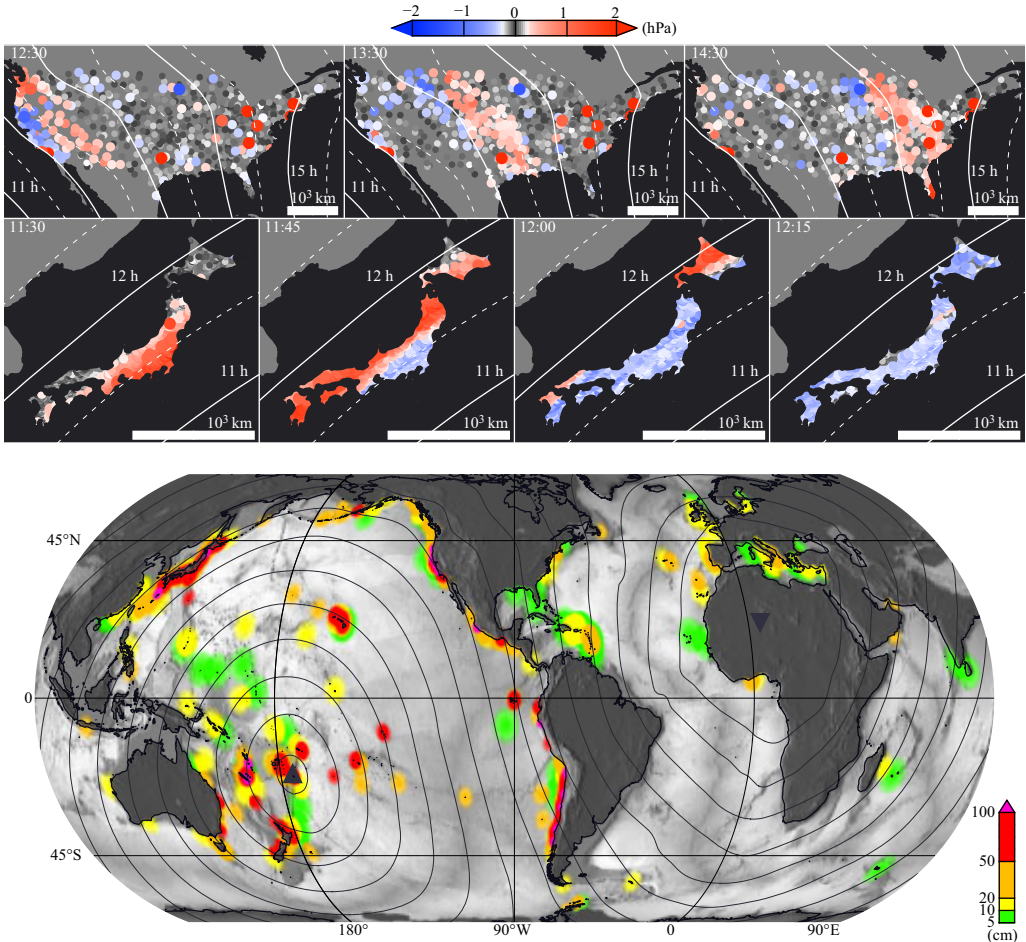 −2 −1 0 1 2 (hPa)
12:30 13:30 14:30
11 h 15 h 11 h 15 h
10³ km 10³ km 10³ km
11:30 11:45 12:00 12:15
12 h 12 h 12 h 12 h
11 h 11 h 11 h 11 h
10³ km 10³ km 10³ km 10³ km
45°N
0
45°S
180° 90°W 0 90°E
100
50
20
10
5
(cm)